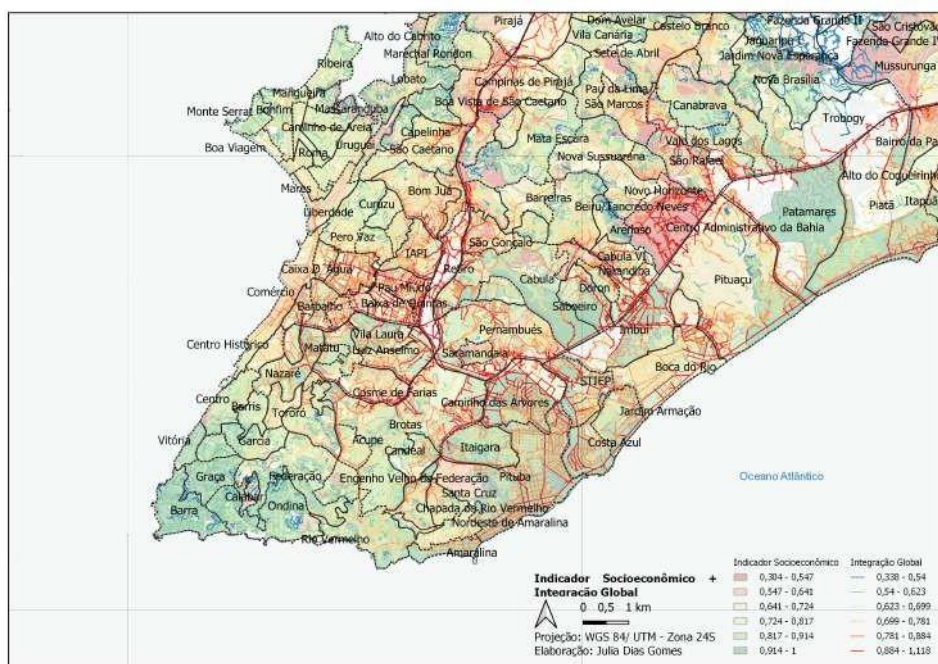 Pirajá
Dom Avelar
Castelo Branco
Fazenda Grande II
São Cristóvão
Alto do Cabrito
Vila Canária
Jaguaripe I
Fazenda Grande IV
Marechal Rondon
Sete de Abril
Jardim Nova Esperança
Mussurunga
Ribeira
Lobato
Campinas de Pirajá
Pau da Lima
Nova Brasília
Mangueira
Massaranduba
Boa Vista de São Caetano
São Marcos
Canabrava
Monte Serrat
Bonfim
Trobogy
Caminho de Areia
Capelinha
Mata Escura
Vale dos Lagos
Bairro da Pa
Boa Viagem
Roma
Uruguai
São Caetano
Nova Sussuarana
São Rafael
Alto do Coqueirinh
Mares
Bom Juá
Barreiras
Novo Horizonte
Curuzu
Beiru/Tancredo Neves
Patamares
Piatã
Itapuã
Liberdade
Arenoso
Centro Administrativo da Bahia
Pero Vaz
IAPI
São Gonçalo
Cabula VI
Caixa D'Água
Retiro
Cabula
Narandiba
Pituaçu
Comércio
Pau Miúdo
Doron
Barbalho
Baixa de Quintas
Saboeiro
Centro Histórico
Vila Laura
Pernambués
Imbuí
Matatu
Luiz Anselmo
Saramandaia
Nazaré
Boca do Rio
Cosme de Farias
STIEP
Centro
Barris
Tororó
Caminho das Árvores
Brotas
Jardim Armação
Vitória
Garcia
Acupe
Candeal
Itaigara
Costa Azul
Graça
Federação
Engenho Velho da Federação
Pituba
Oceano Atlântico
Calabar
Santa Cruz
Barra
Ondina
Chapada do Rio Vermelho
Nordeste de Amaralina
Rio Vermelho
Amaralina
Indicador Socioeconômico +
Integração Global
0 0,5 1 km
Projeção: WGS 84/ UTM - Zona 24S
Elaboração: Julia Dias Gomes
Indicador Socioeconômico
0,304 - 0,547
0,547 - 0,641
0,641 - 0,724
0,724 - 0,817
0,817 - 0,914
0,914 - 1
Integração Global
0,338 - 0,54
0,54 - 0,623
0,623 - 0,699
0,699 - 0,781
0,781 - 0,884
0,884 - 1,118